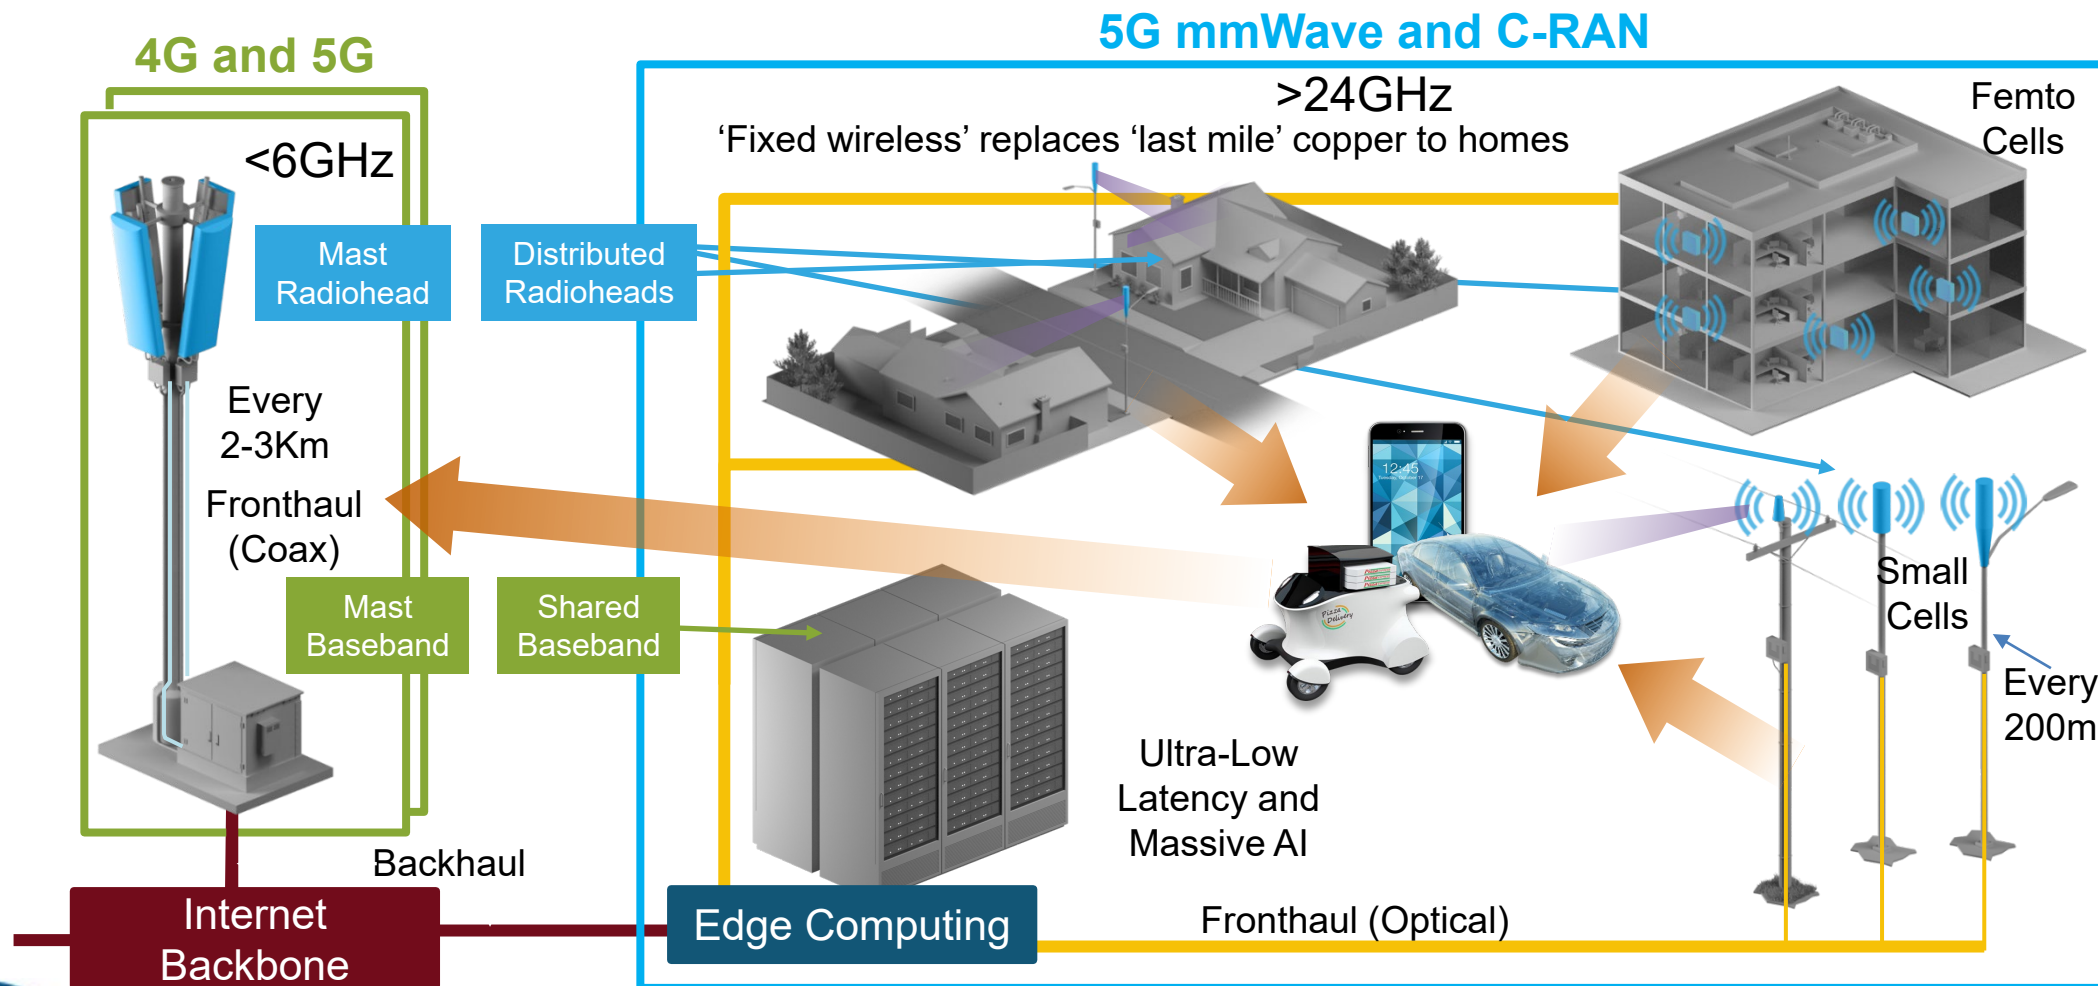 5G mmWave and C-RAN
4G and 5G
>24GHz
'Fixed wireless' replaces 'last mile' copper to homes
Femto
Cells
<6GHz
Mast
Radiohead
Distributed
Radioheads
Every
2-3Km
Fronthaul
(Coax)
12:45
Mast
Baseband
Shared
Baseband
Pizza
Delivery
Small
Cells
Every
200m
Ultra-Low
Latency and
Massive AI
Backhaul
Internet
Backbone
Edge Computing
Fronthaul (Optical)